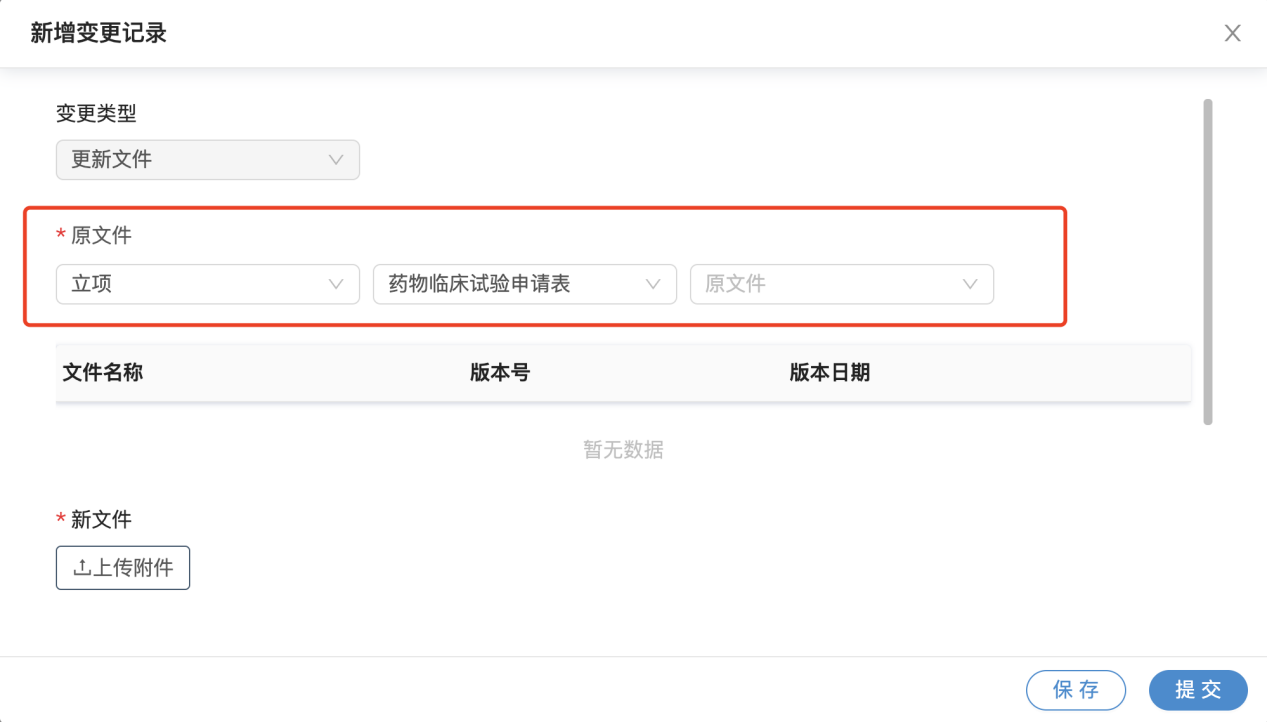 新增变更记录
变更类型
更新文件
* 原文件
立项 药物临床试验申请表 原文件
文件名称 版本号 版本日期
暂无数据
* 新文件
上传附件
保存 提交